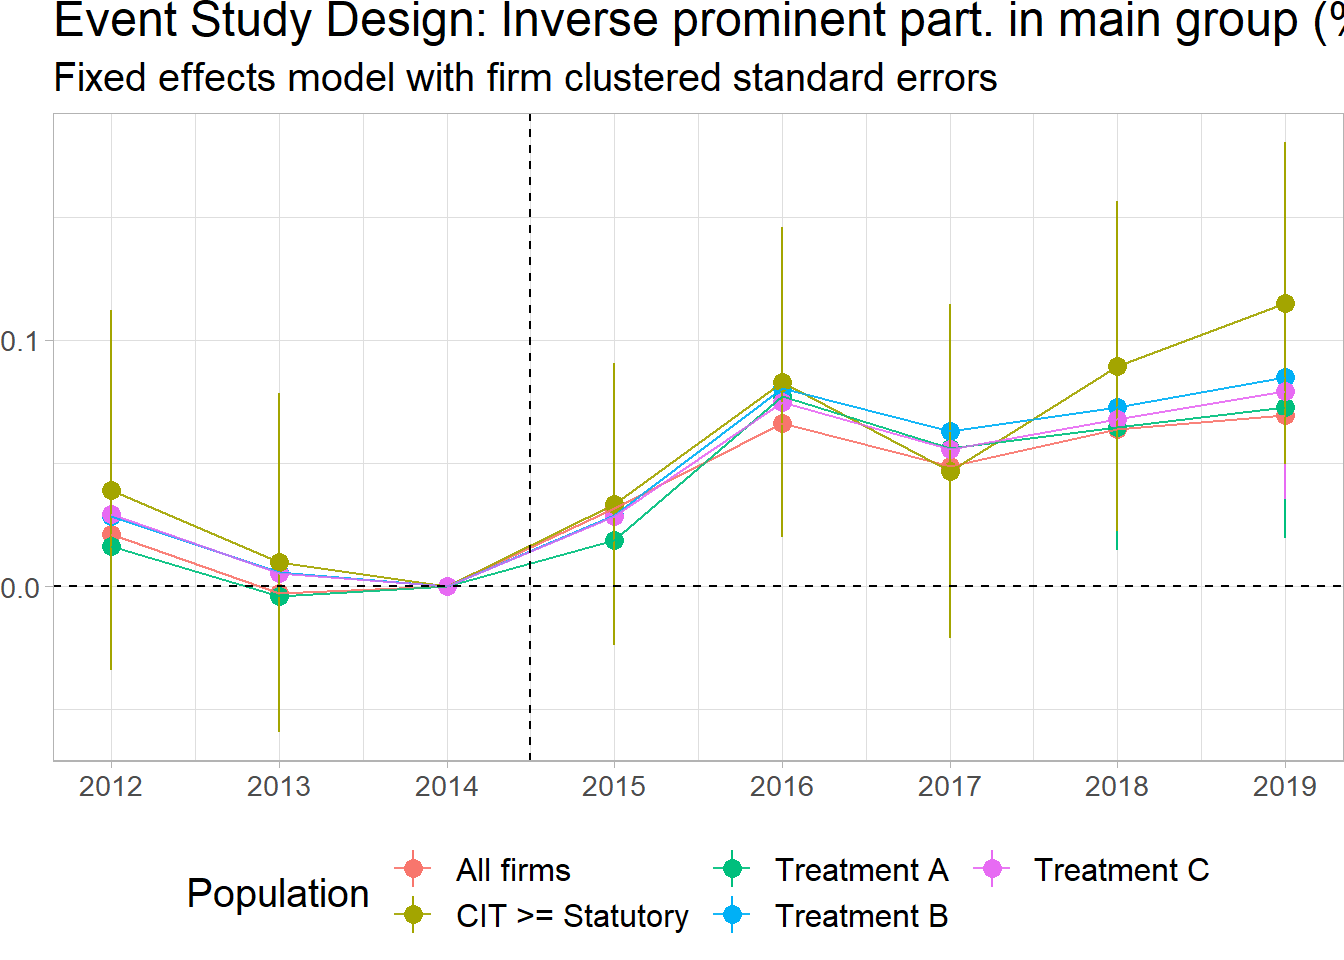 Event Study Design: Inverse prominent part. in main group (%
Fixed effects model with firm clustered standard errors
0.1
0.0
2012 2013 2014 2015 2016 2017 2018 2019
Population
All firms
CIT >= Statutory
Treatment A
Treatment B
Treatment C